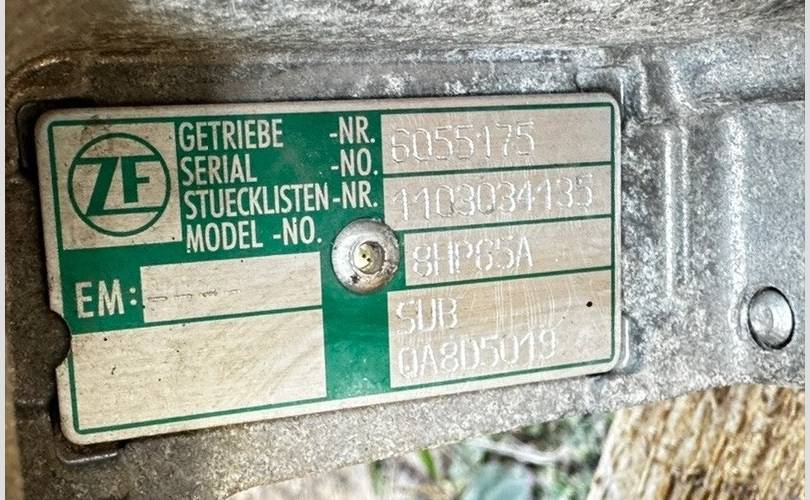 ZF
GETRIEBE -NR. 6055175
SERIAL -NO.
STUECKLISTEN-NR. 1103034135
MODEL -NO. 8HP65A
EM: ----
SUB
0A8D5019